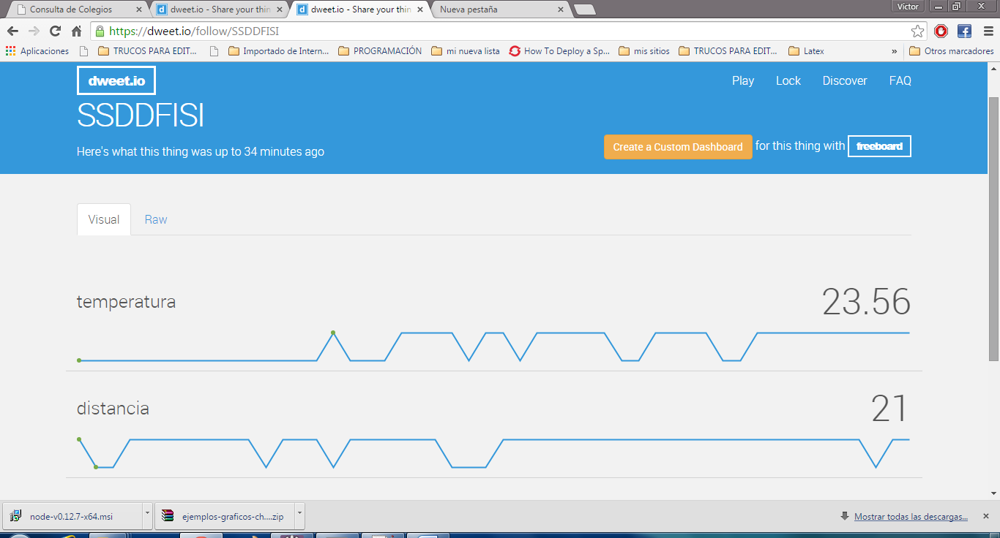 Consulta de Colegios
dweet.io - Share your thin
dweet.io - Share your thin
Nueva pestaña
Víctor
https://dweet.io/follow/SSDDFISI
Aplicaciones
TRUCOS PARA EDIT...
Importado de Intern...
PROGRAMACIÓN
mi nueva lista
How To Deploy a Sp...
mis sitios
TRUCOS PARA EDIT...
Latex
»
Otros marcadores
dweet.io
Play
Lock
Discover
FAQ
SSDDFISI
Here's what this thing was up to 34 minutes ago
Create a Custom Dashboard for this thing with freeboard
Visual
Raw
temperatura
23.56
distancia
21
node-v0.12.7-x64.msi
ejemplos-graficos-ch....zip
Mostrar todas las descargas...